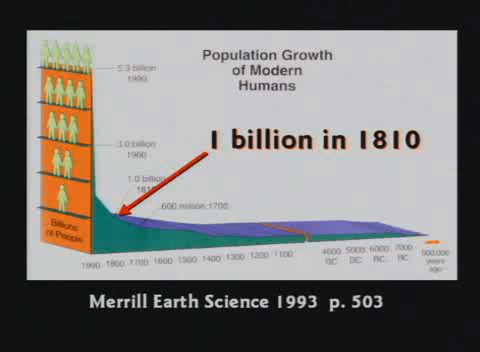 Population Growth
of Modern
Humans
5.3 billion
1990
1 billion in 1810
3.0 billion
1960
1.0 billion
1810
600 million 1700
Billions
of People
1990 1800 1700 1600 1500 1400 1300 1200 1100
4000 BC 5000 BC 6000 BC 7000 BC
500,000 years ago
Merrill Earth Science 1993 p. 503